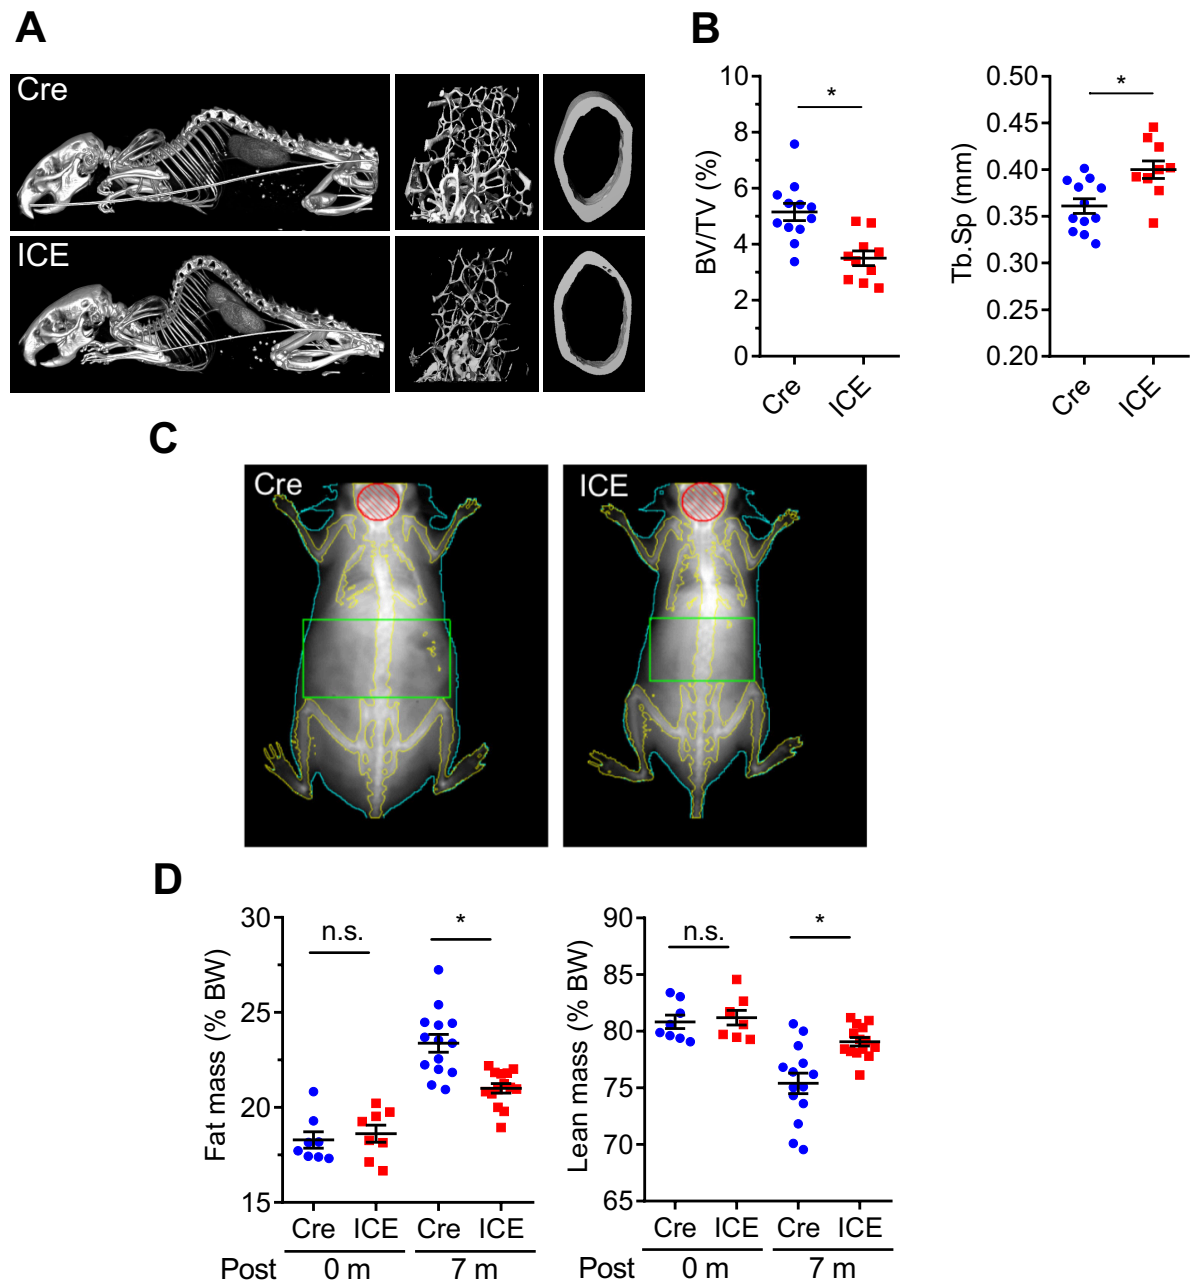 A
Cre
ICE
B
BV/TV (%)
10
8
6
4
2
0
*
Cre
ICE
Tb.Sp (mm)
0.50
0.45
0.40
0.35
0.30
0.25
0.20
*
Cre
ICE
C
Cre
ICE
D
Fat mass (% BW)
30
25
20
15
n.s.
*
Cre ICE Cre ICE
Post 0 m 7 m
Lean mass (% BW)
90
85
80
75
70
65
n.s.
*
Cre ICE Cre ICE
Post 0 m 7 m